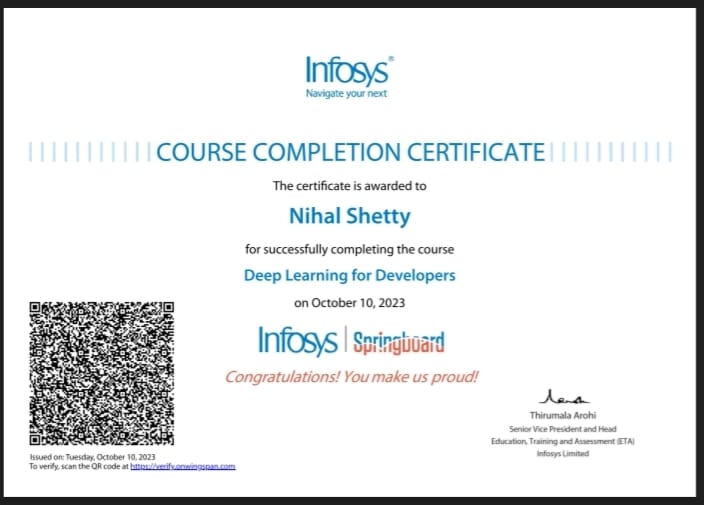 Infosys®
Navigate your next
COURSE COMPLETION CERTIFICATE
The certificate is awarded to
Nihal Shetty
for successfully completing the course
Deep Learning for Developers
on October 10, 2023
Infosys | Springboard
Congratulations! You make us proud!
Thirumala Arohi
Senior Vice President and Head
Education, Training and Assessment (ETA)
Infosys Limited
Issued on: Tuesday, October 10, 2023
To verify, scan the QR code at https://verify.onwingspan.com